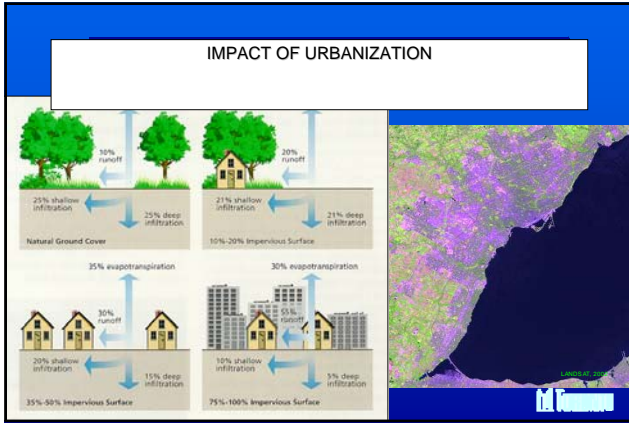 IMPACT OF URBANIZATION
10%
runoff
25% shallow
infiltration
25% deep
infiltration
Natural Ground Cover
20%
runoff
21% shallow
infiltration
21% deep
infiltration
10%-20% Impervious Surface
35% evapotranspiration
30%
runoff
20% shallow
infiltration
15% deep
infiltration
35%-50% Impervious Surface
30% evapotranspiration
55%
runoff
10% shallow
infiltration
5% deep
infiltration
75%-100% Impervious Surface
LANDSAT,